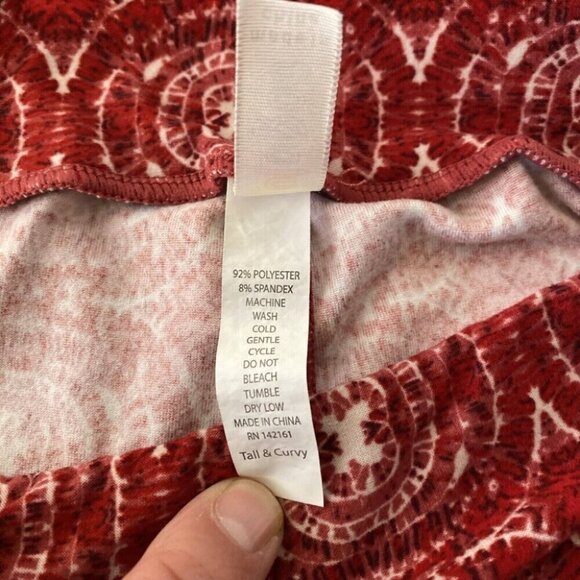 92% POLYESTER
8% SPANDEX
MACHINE
WASH
COLD
GENTLE
CYCLE
DO NOT
BLEACH
TUMBLE
DRY LOW
MADE IN CHINA
RN 142161
Tall & Curvy